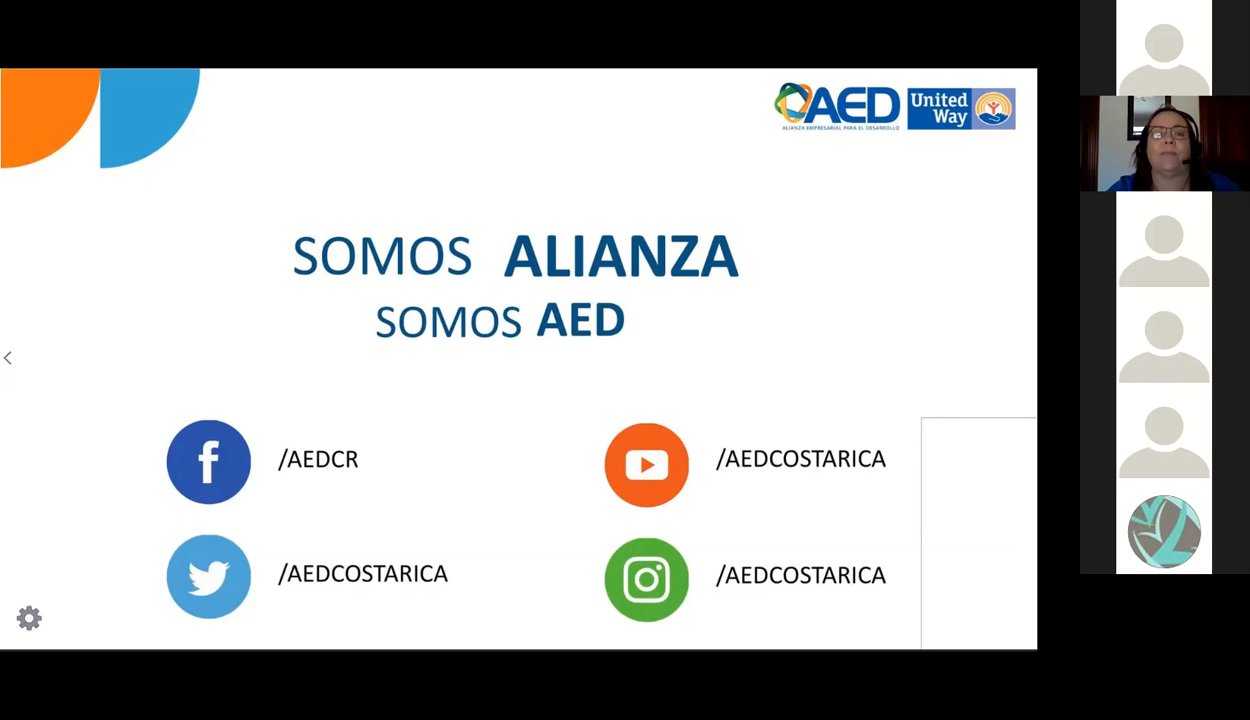 AED
ALIANZA EMPRESARIAL PARA EL DESARROLLO
United
Way
SOMOS ALIANZA
SOMOS AED
/AEDCR
/AEDCOSTARICA
/AEDCOSTARICA
/AEDCOSTARICA